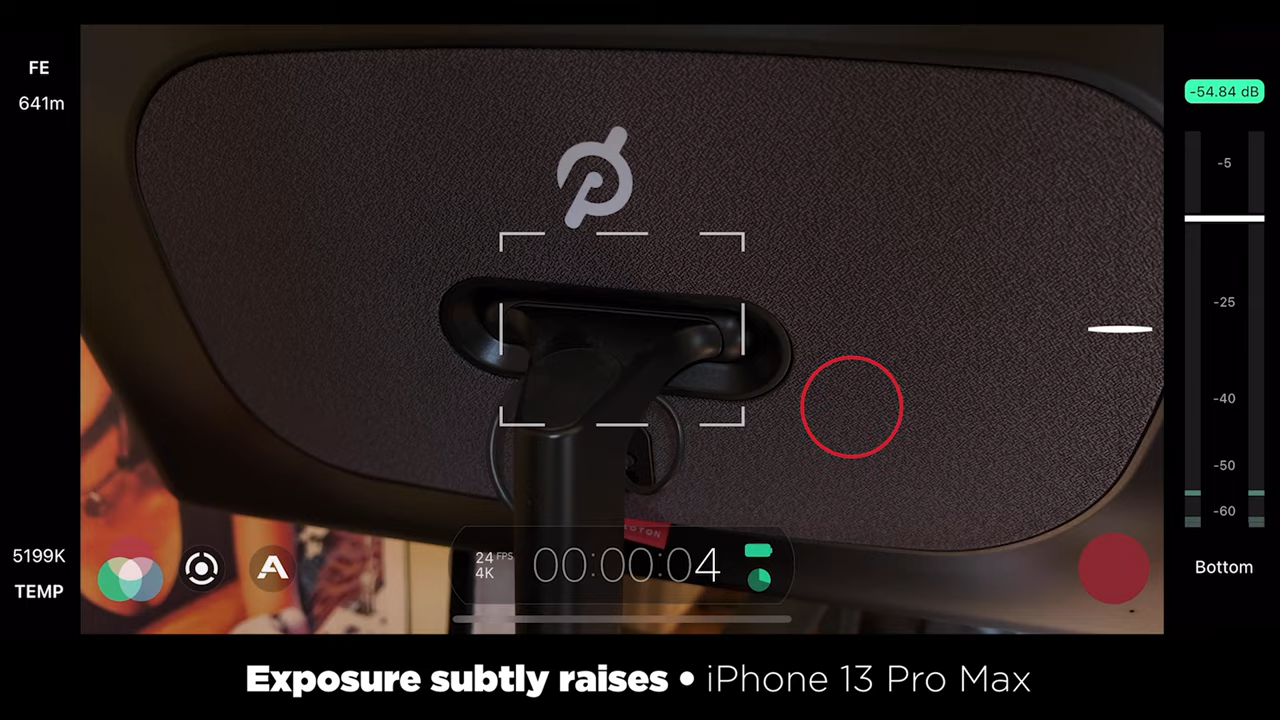 FE
641m
-54.84 dB
-5
-25
-40
-50
-60
Bottom
5199K
TEMP
24 FPS
4K
00:00:04
Exposure subtly raises • iPhone 13 Pro Max